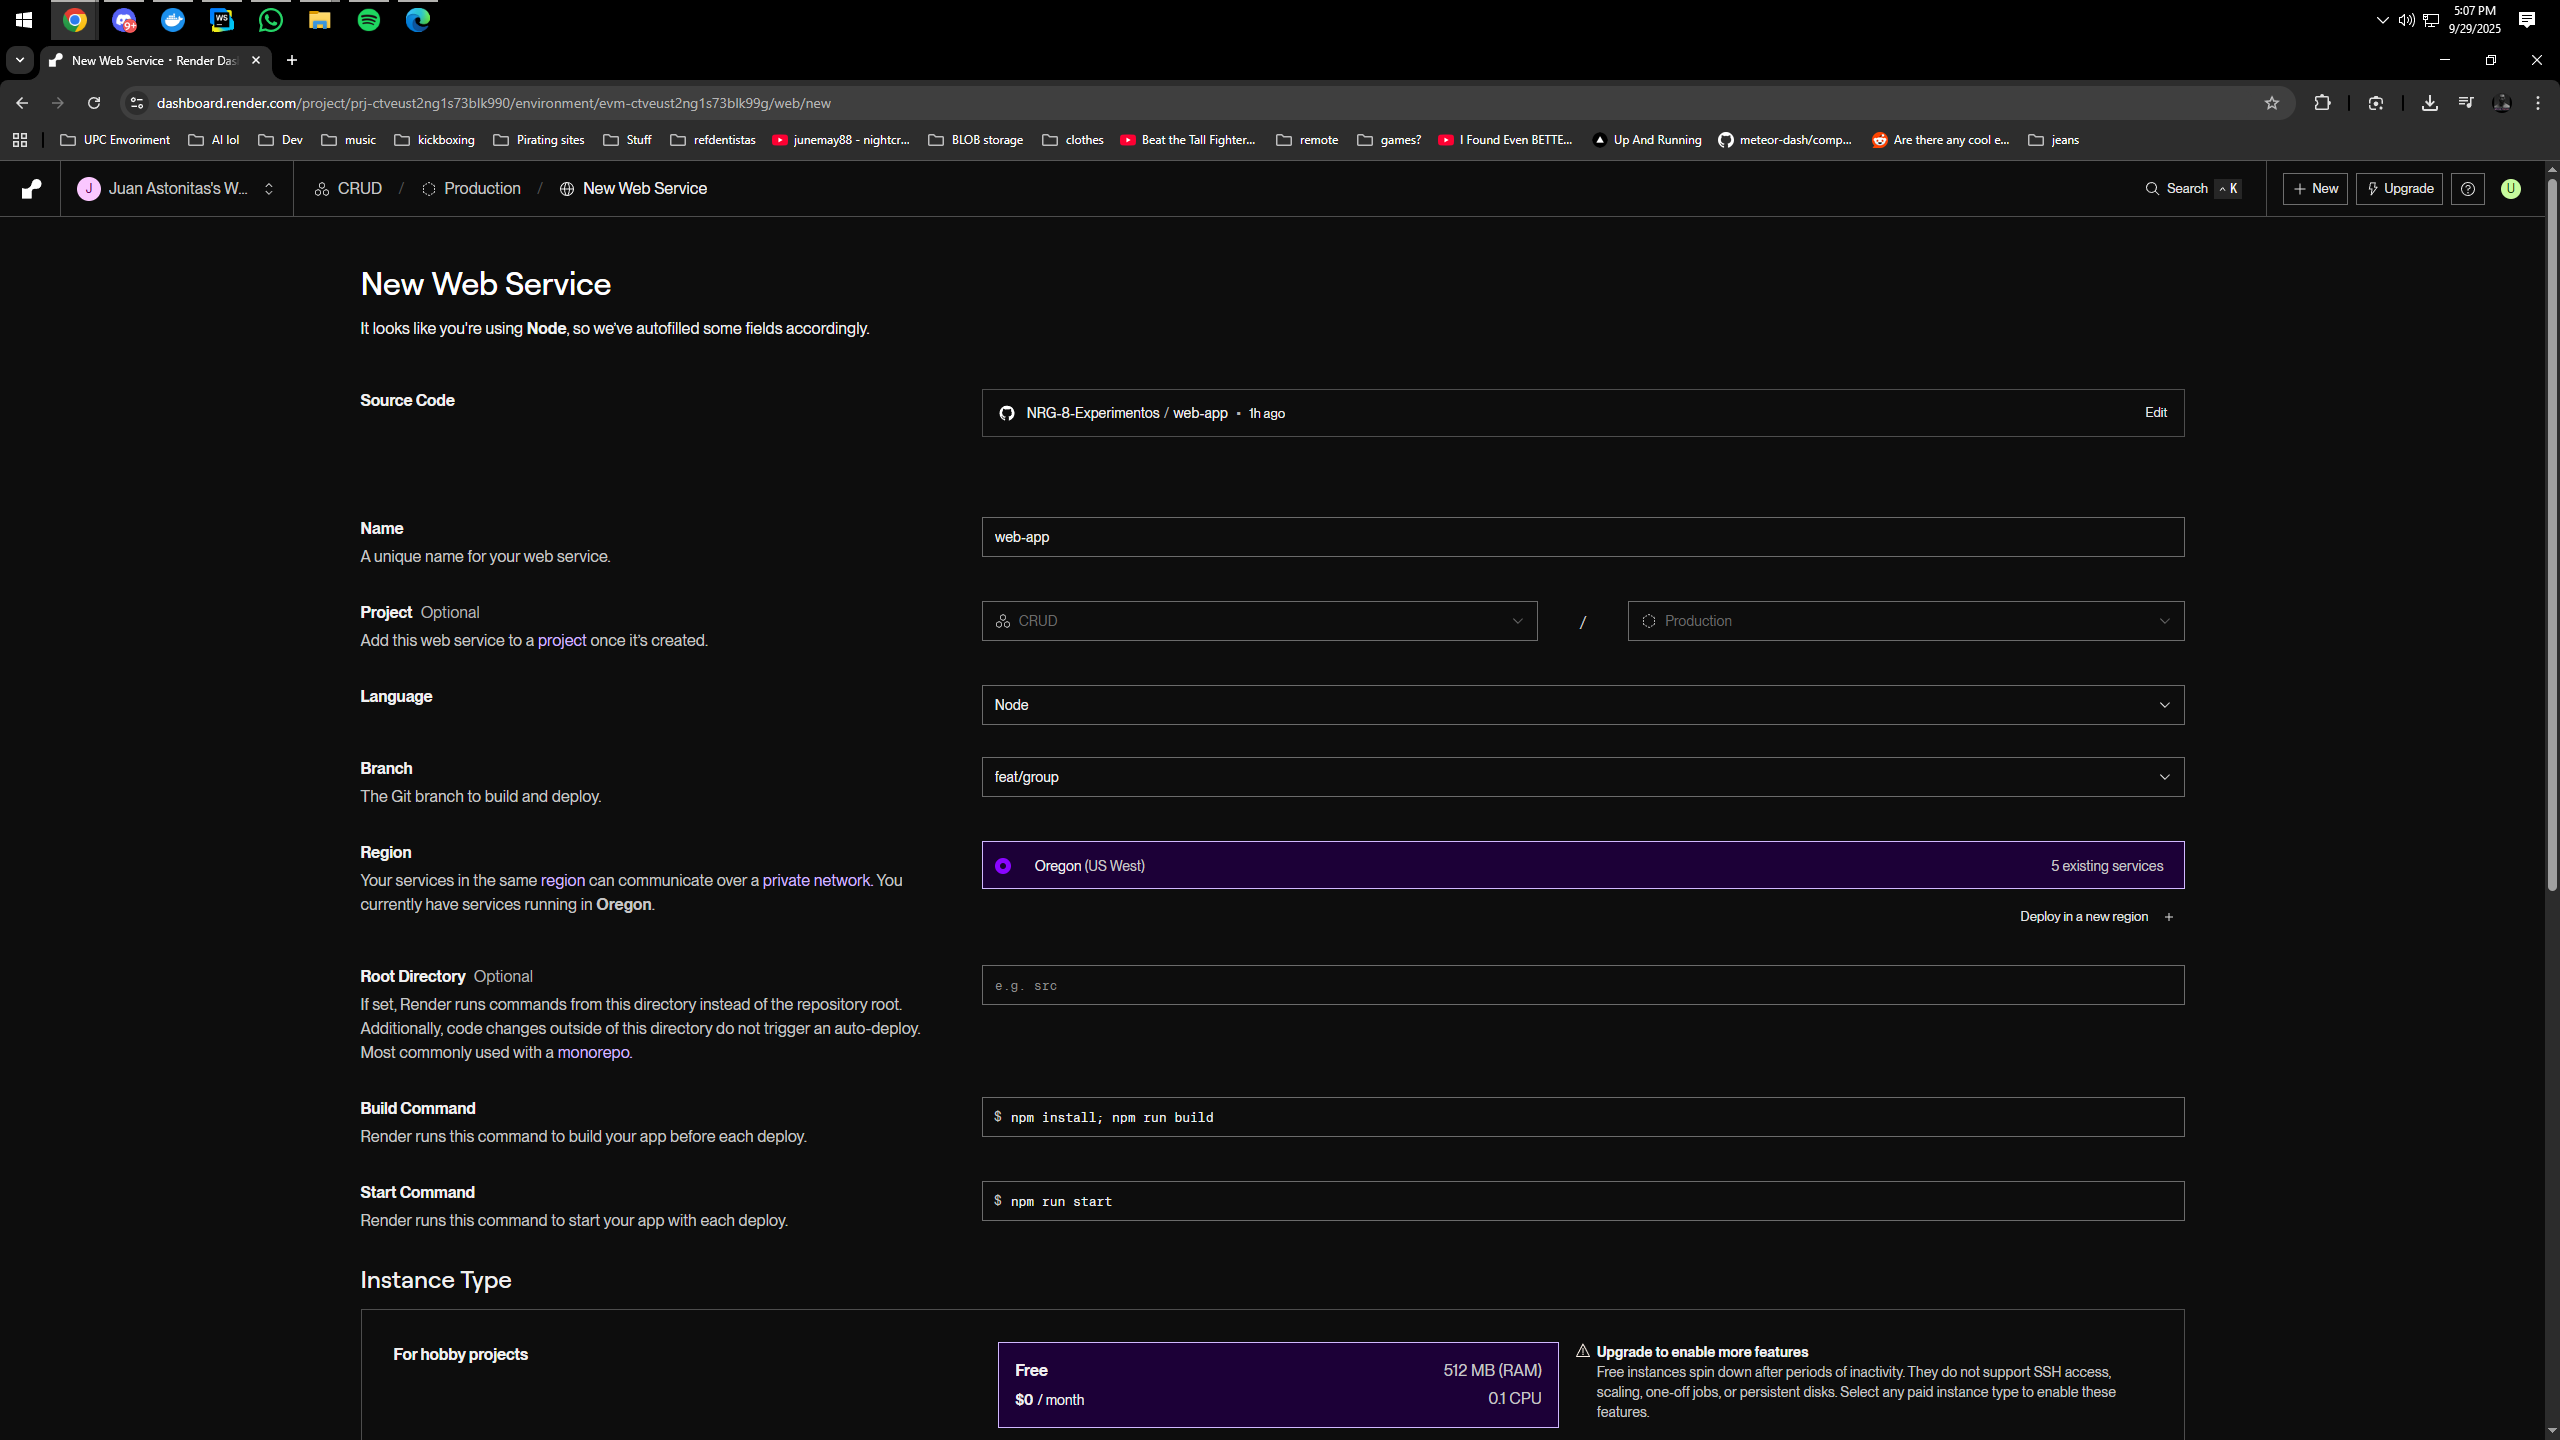 5:07 PM
9/29/2025
9+
WS
New Web Service · Render Das
dashboard.render.com/project/prj-ctveust2ng1s73blk990/environment/evm-ctveust2ng1s73blk99g/web/new
UPC Envoriment
AI lol
Dev
music
kickboxing
Pirating sites
Stuff
refdentistas
junemay88 - nightcr...
BLOB storage
clothes
Beat the Tall Fighter...
remote
games?
I Found Even BETTE...
Up And Running
meteor-dash/comp...
Are there any cool e...
jeans
J Juan Astonitas's W...
CRUD / Production / New Web Service
Search ^ K
+ New
Upgrade
U
New Web Service
It looks like you're using Node, so we've autofilled some fields accordingly.
Source Code
NRG-8-Experimentos / web-app • 1h ago
Edit
Name
A unique name for your web service.
web-app
Project Optional
Add this web service to a project once it's created.
CRUD / Production
Language
Node
Branch
The Git branch to build and deploy.
feat/group
Region
Your services in the same region can communicate over a private network. You
currently have services running in Oregon.
Oregon (US West)
5 existing services
Deploy in a new region +
Root Directory Optional
If set, Render runs commands from this directory instead of the repository root.
Additionally, code changes outside of this directory do not trigger an auto-deploy.
Most commonly used with a monorepo.
e.g. src
Build Command
Render runs this command to build your app before each deploy.
$ npm install; npm run build
Start Command
Render runs this command to start your app with each deploy.
$ npm run start
Instance Type
For hobby projects
Free
512 MB (RAM)
$0 / month
0.1 CPU
Upgrade to enable more features
Free instances spin down after periods of inactivity. They do not support SSH access,
scaling, one-off jobs, or persistent disks. Select any paid instance type to enable these
features.